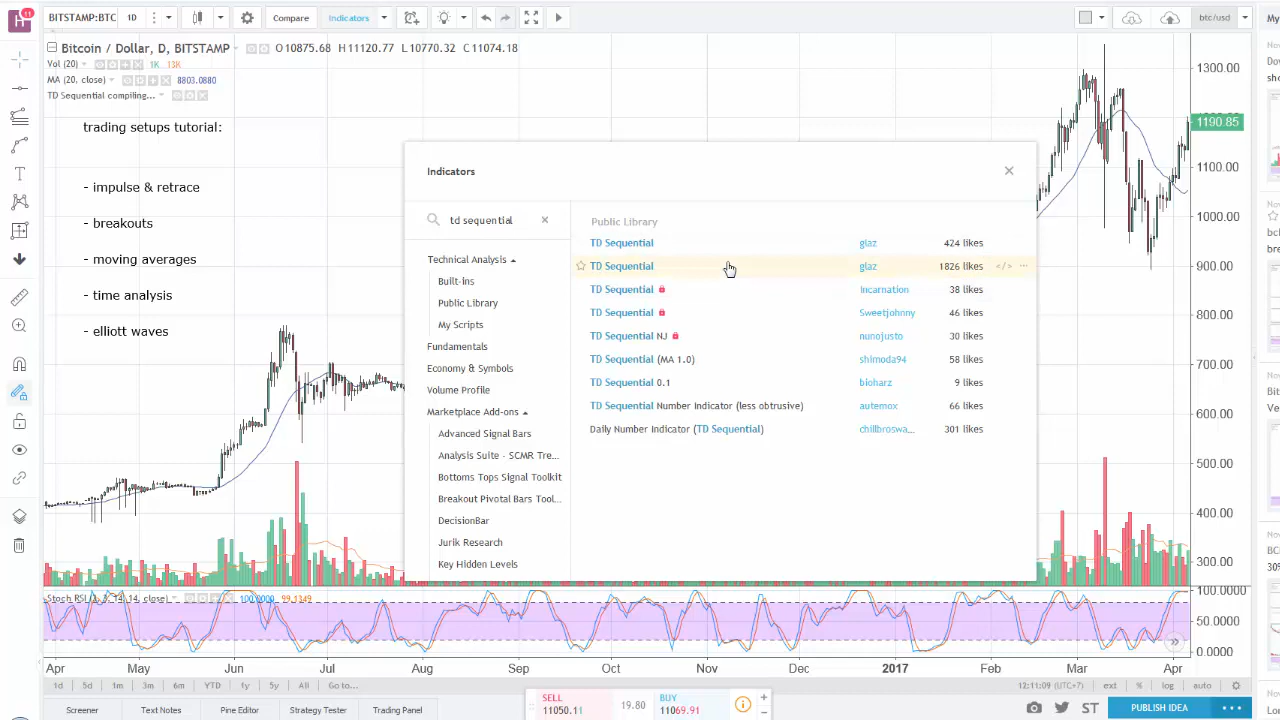 H
11
BITSTAMP:BTC
1D
Compare
Indicators
btc/usd
My
Bitcoin / Dollar, D, BITSTAMP
O10875.68 H11120.77 L10770.32 C11074.18
Vol (20)
1K 13K
MA (20, close)
8803.0880
TD Sequential compiling...
trading setups tutorial:
- impulse & retrace
- breakouts
- moving averages
- time analysis
- elliott waves
Indicators
td sequential
Technical Analysis
Built-ins
Public Library
My Scripts
Fundamentals
Economy & Symbols
Volume Profile
Marketplace Add-ons
Advanced Signal Bars
Analysis Suite - SCMR Tre...
Bottoms Tops Signal Toolkit
Breakout Pivotal Bars Tool...
DecisionBar
Jurik Research
Key Hidden Levels
Public Library
TD Sequential glaz 424 likes
TD Sequential glaz 1826 likes
TD Sequential Incarnation 38 likes
TD Sequential Sweetjohnny 46 likes
TD Sequential NJ nunojusto 30 likes
TD Sequential (MA 1.0) shimoda94 58 likes
TD Sequential 0.1 bioharz 9 likes
TD Sequential Number Indicator (less obtrusive) autemox 66 likes
Daily Number Indicator (TD Sequential) chillbroswa... 301 likes
1300.00
1190.85
1100.00
1000.00
900.00
800.00
700.00
600.00
500.00
400.00
300.00
100.0000
50.0000
0.0000
100.0000
Apr May Jun Jul Aug Sep Oct Nov Dec 2017 Feb Mar Apr
1d 5d 1m 3m 6m YTD 1y 5y All Go to...
12:11:09 (UTC+7) ext % log auto
Screener Text Notes Pine Editor Strategy Tester Trading Panel
SELL
11050.11
19.80
BUY
11069.91
ST
PUBLISH IDEA